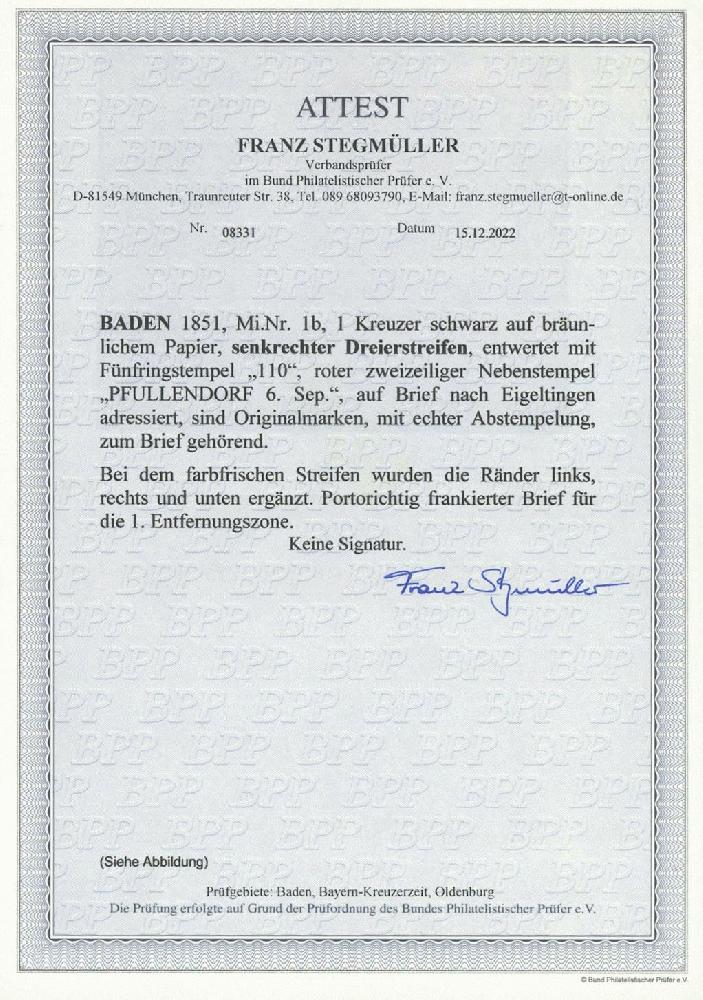 ATTEST
FRANZ STEGMÜLLER
Verbandsprüfer
im Bund Philatelistischer Prüfer e. V.
D-81549 München, Traunreuter Str. 38, Tel. 089 68093790, E-Mail: franz.stegmueller@t-online.de
Nr. 08331 Datum 15.12.2022
BADEN 1851, Mi.Nr. 1b, 1 Kreuzer schwarz auf bräun-
lichem Papier, senkrechter Dreierstreifen, entwertet mit
Fünfringstempel „110“, roter zweizeiliger Nebenstempel
„PFULLENDORF 6. Sep.“, auf Brief nach Eigeltingen
adressiert, sind Originalmarken, mit echter Abstempelung,
zum Brief gehörend.
Bei dem farbfrischen Streifen wurden die Ränder links,
rechts und unten ergänzt. Portorichtig frankierter Brief für
die 1. Entfernungszone.
Keine Signatur.
Franz Stegmüller
(Siehe Abbildung)
Prüfgebiete: Baden, Bayern-Kreuzerzeit, Oldenburg
Die Prüfung erfolgte auf Grund der Prüfordnung des Bundes Philatelistischer Prüfer e.V.
© Bund Philatelistischer Prüfer e.V.